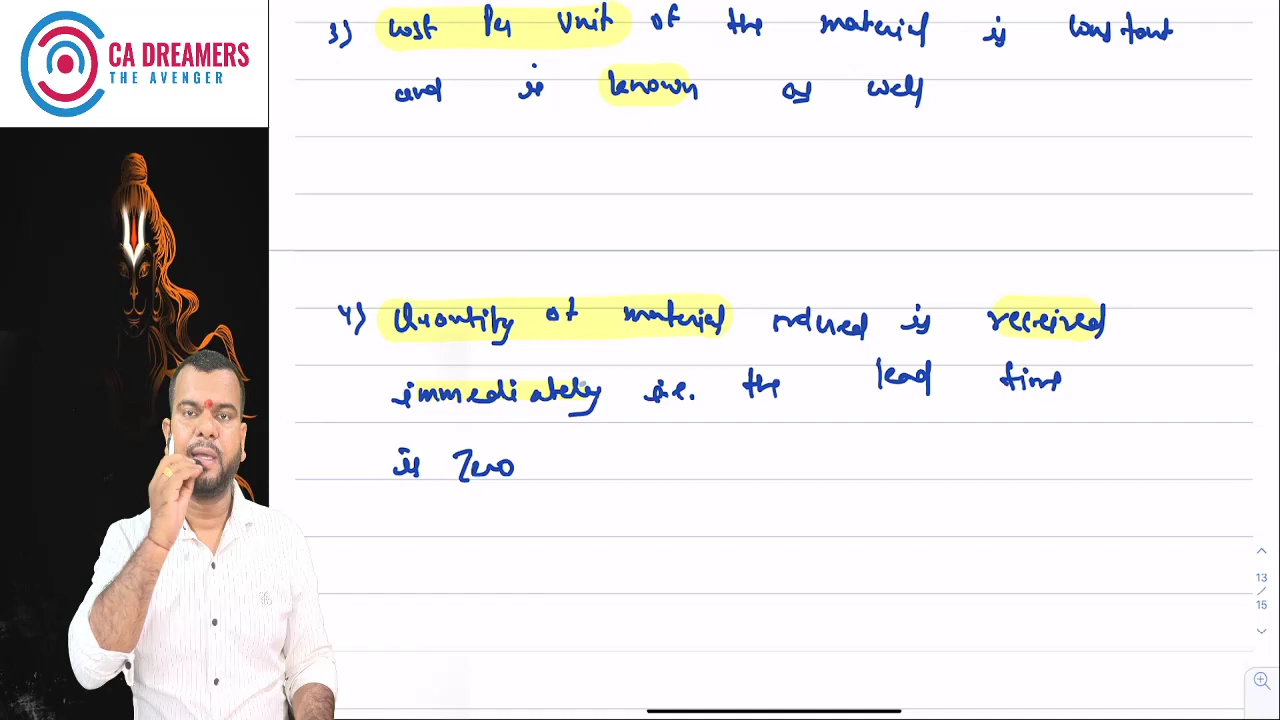 CA DREAMERS
THE AVENGER
3) Cost Per Unit of the material is constant
and is known as well
4) Quantity of material ordered is received
immediately i.e. the lead time
is Zero
13
/
15